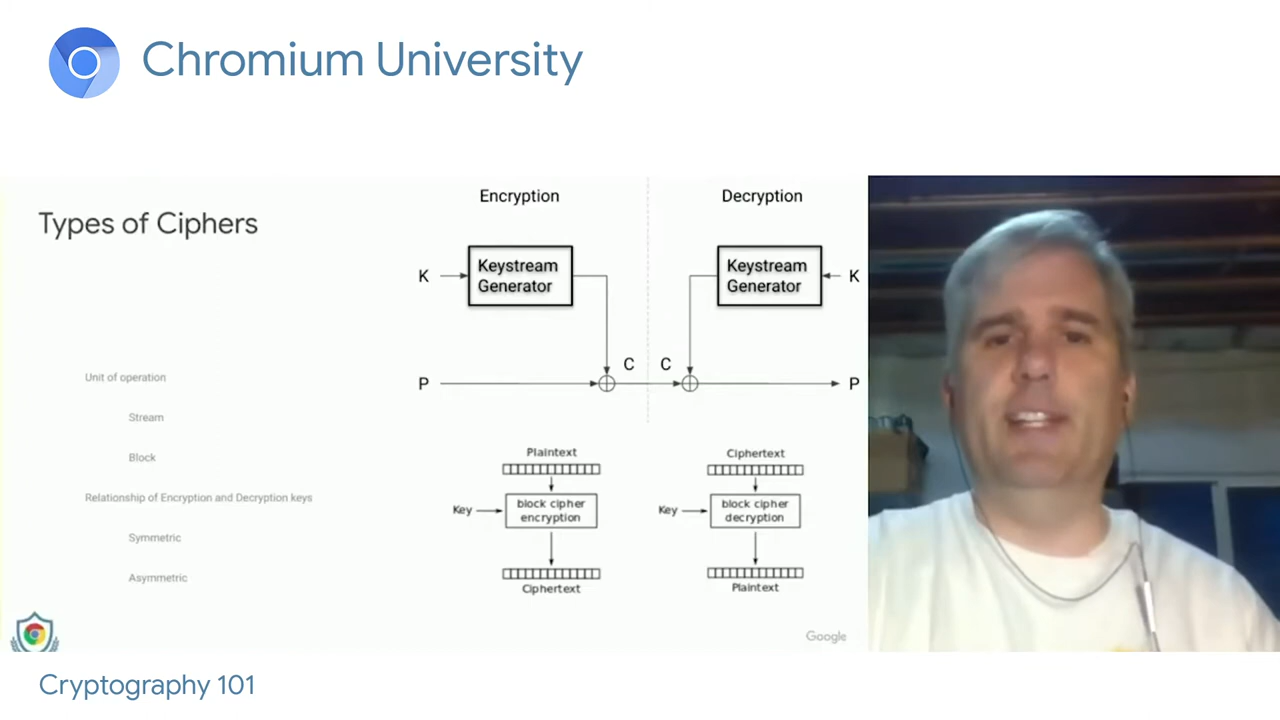 Chromium University
Types of Ciphers
Unit of operation
Stream
Block
Relationship of Encryption and Decryption keys
Symmetric
Asymmetric
Encryption
Decryption
K
Keystream
Generator
Keystream
Generator
K
C
C
P
P
Plaintext
Key
block cipher
encryption
Ciphertext
Ciphertext
Key
block cipher
decryption
Plaintext
Google
Cryptography 101